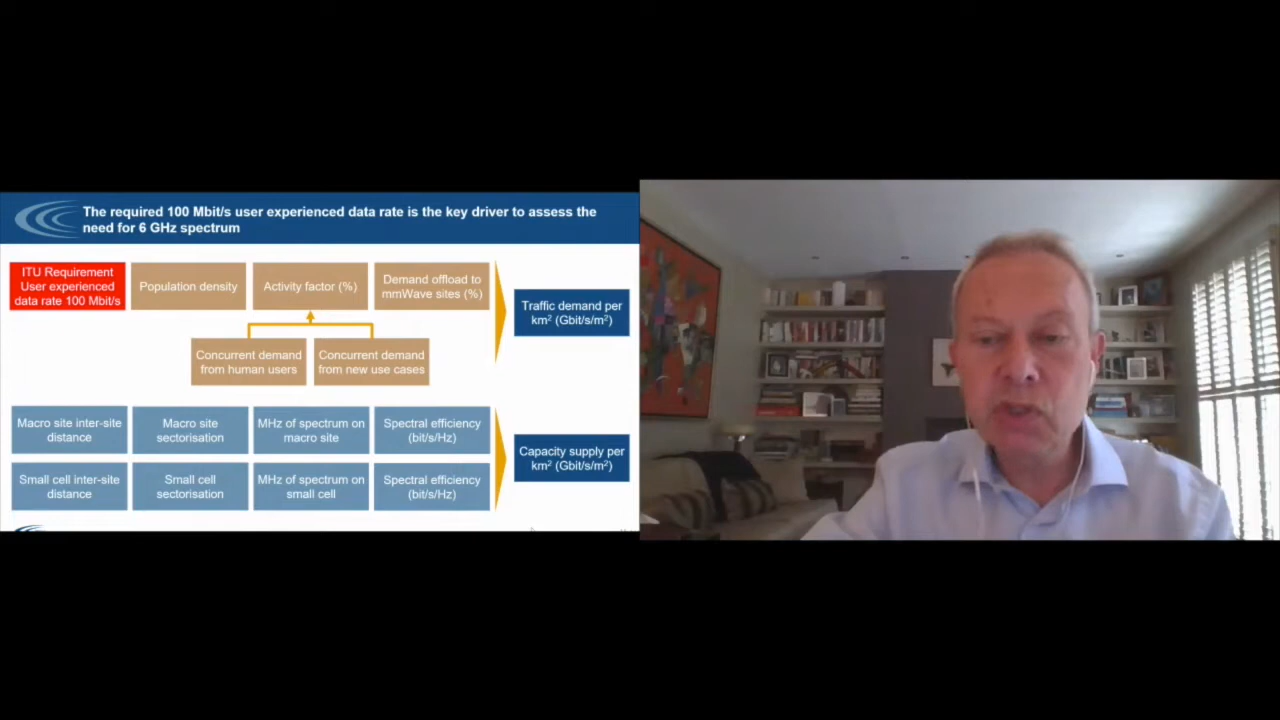 The required 100 Mbit/s user experienced data rate is the key driver to assess the
need for 6 GHz spectrum
ITU Requirement
User experienced
data rate 100 Mbit/s
Population density
Activity factor (%)
Demand offload to
mmWave sites (%)
Traffic demand per
km² (Gbit/s/m²)
Concurrent demand
from human users
Concurrent demand
from new use cases
Macro site inter-site
distance
Macro site
sectorisation
MHz of spectrum on
macro site
Spectral efficiency
(bit/s/Hz)
Capacity supply per
km² (Gbit/s/m²)
Small cell inter-site
distance
Small cell
sectorisation
MHz of spectrum on
small cell
Spectral efficiency
(bit/s/Hz)